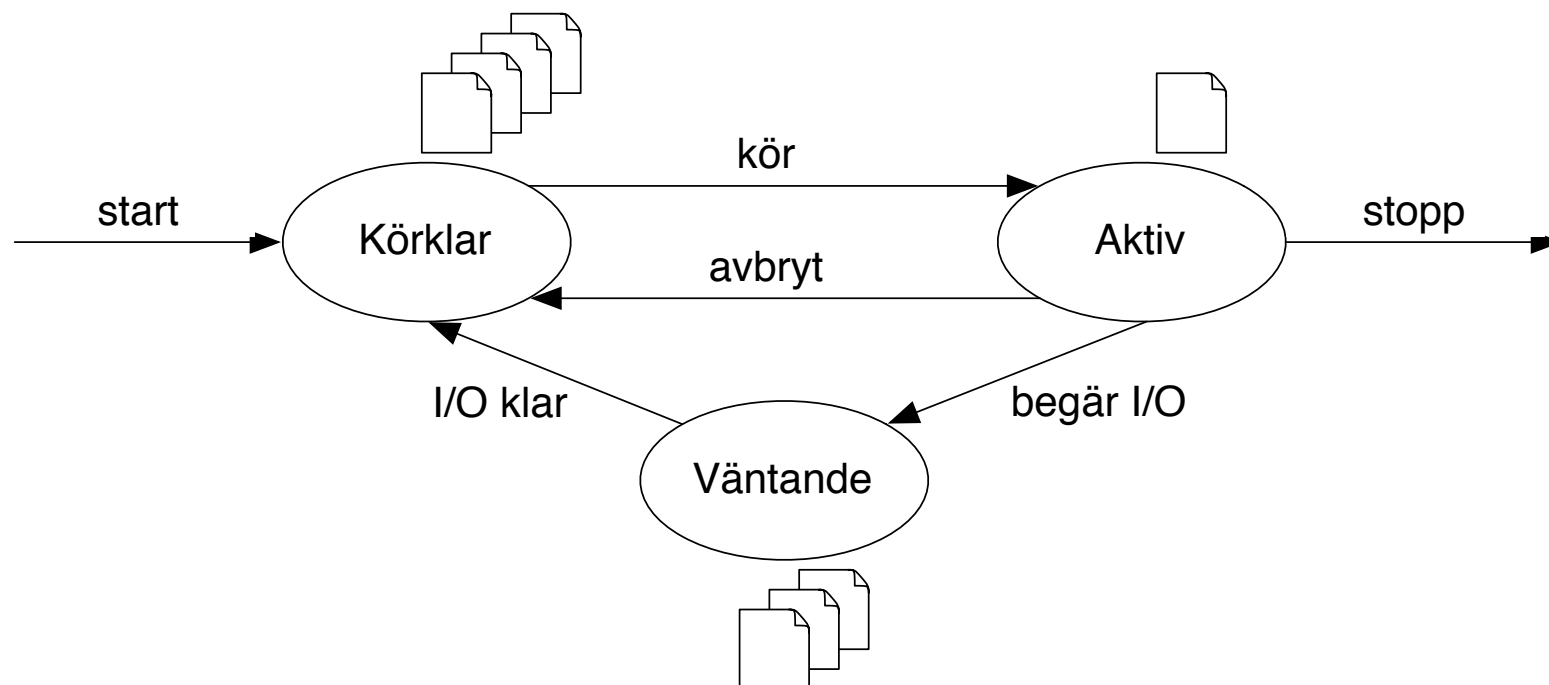 kör
start
stopp
Körklar
Aktiv
avbryt
I/O klar
begär I/O
Väntande